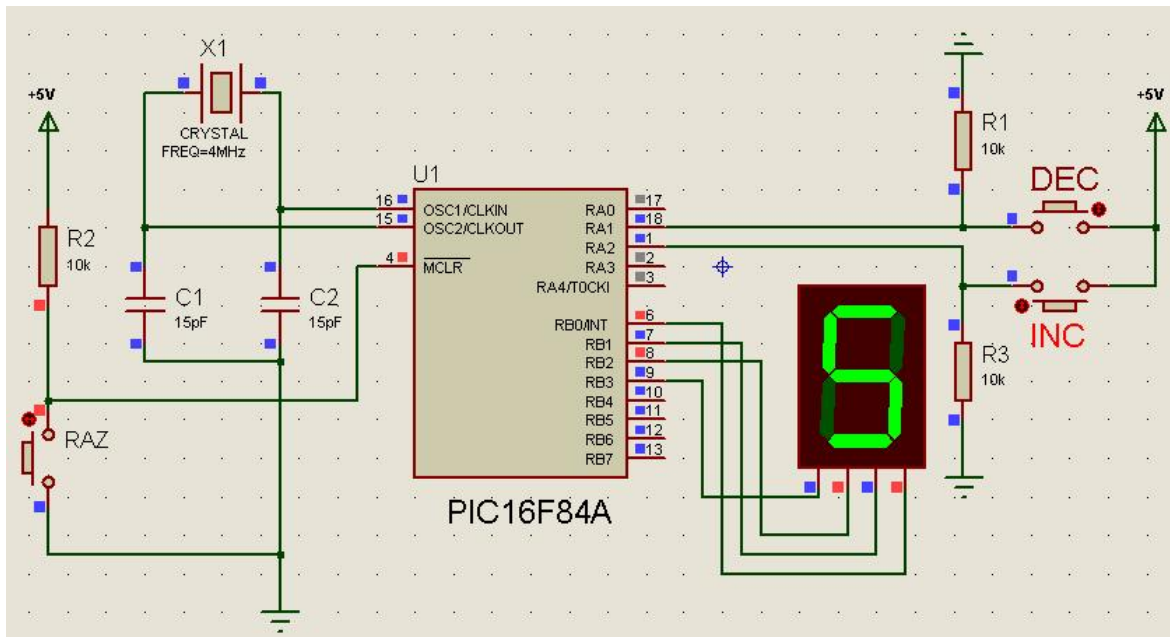 X1
+5V
CRYSTAL
FREQ=4MHz
R2
10k
C1
15pF
C2
15pF
RAZ
U1
16
15
4
OSC1/CLKIN
OSC2/CLKOUT
MCLR
RA0
RA1
RA2
RA3
RA4/T0CKI
RB0/INT
RB1
RB2
RB3
RB4
RB5
RB6
RB7
17
18
1
2
3
6
7
8
9
10
11
12
13
PIC16F84A
5
R1
10k
+5V
DEC
INC
R3
10k